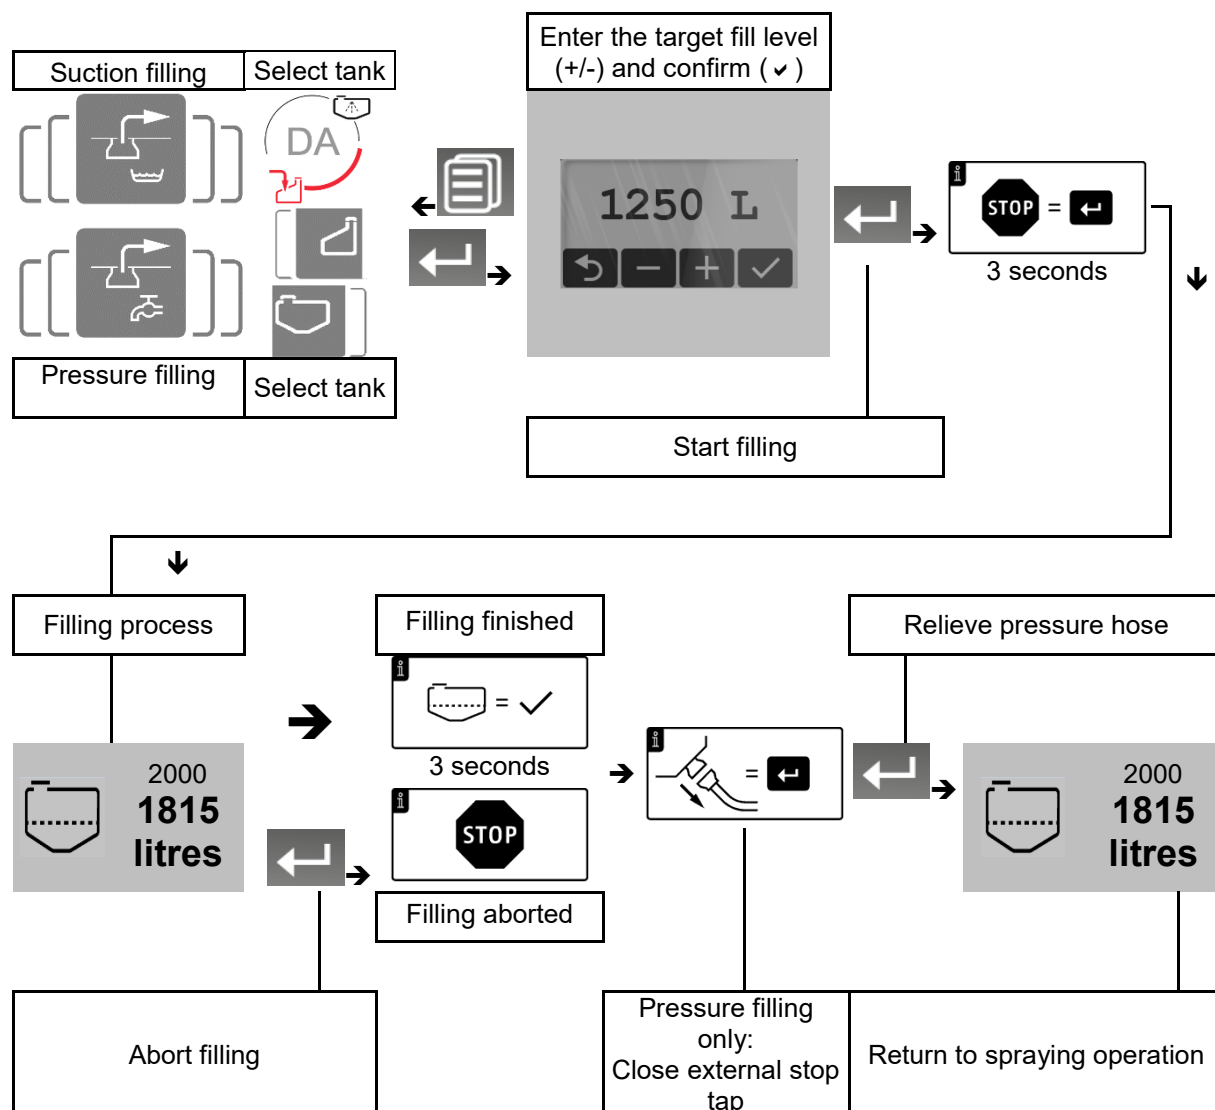 Suction filling
Select tank
DA
Pressure filling
Select tank
Enter the target fill level
(+/-) and confirm (✓)
1250 L
Start filling
i
STOP =
3 seconds
Filling process
2000
1815
litres
Filling finished
i
= ✓
3 seconds
i
STOP
Filling aborted
Abort filling
i
=
Pressure filling
only:
Close external stop
tap
Relieve pressure hose
2000
1815
litres
Return to spraying operation